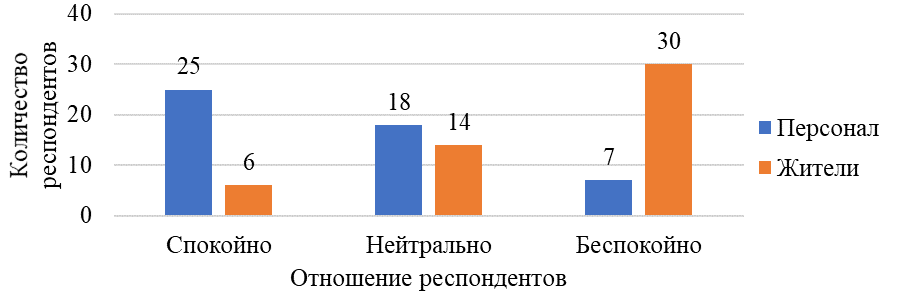 40
30
20
10
0
Количество
респондентов
25
6
18
14
7
30
Спокойно
Нейтрально
Беспокойно
Отношение респондентов
Персонал
Жители